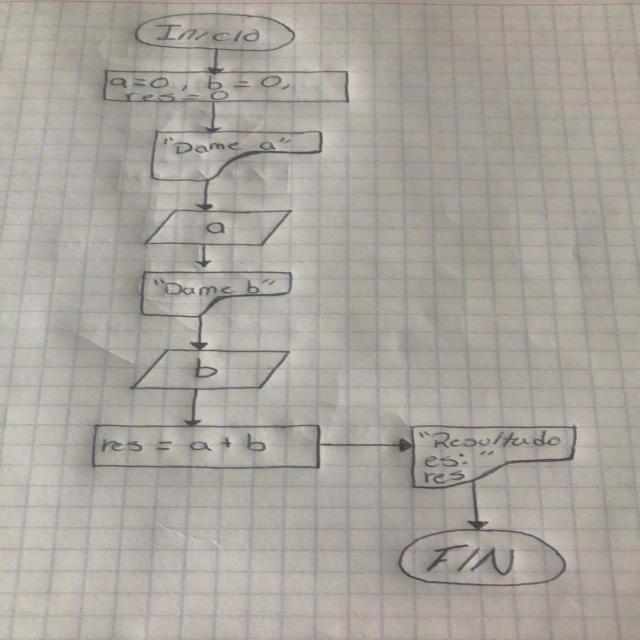 Inicio
a=0, b=0,
res=0
"Dame a"
a
"Dame b"
b
res = a + b
"Resultado
es:"
res
FIN